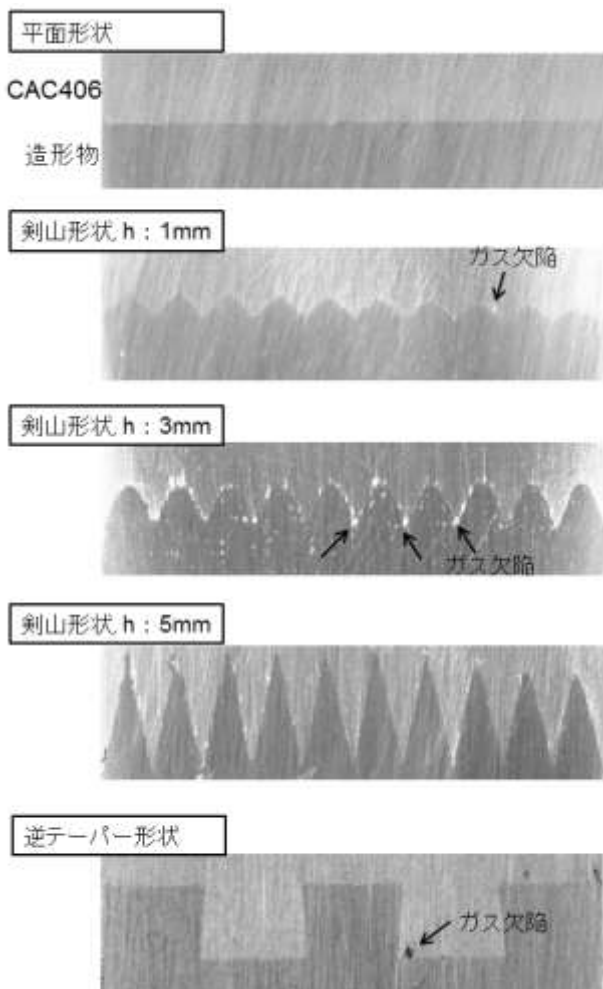 平面形状
CAC406
造形物
剣山形状 h：1mm
ガス欠陥
剣山形状 h：3mm
ガス欠陥
剣山形状 h：5mm
逆テーパー形状
ガス欠陥